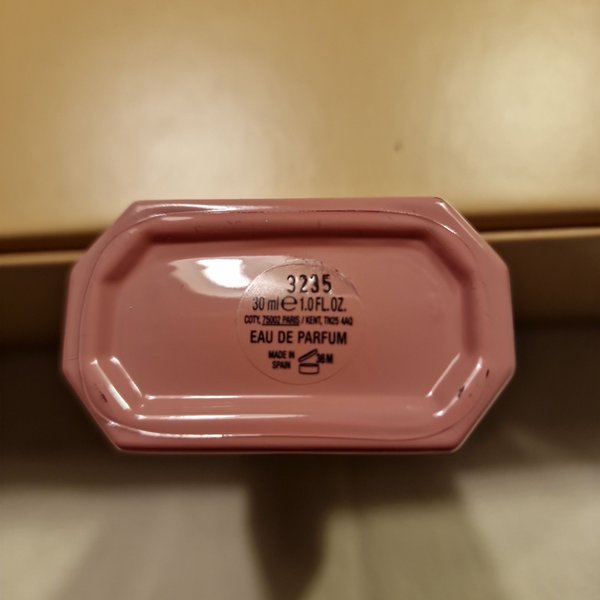 3235
30 ml e 1.0 FL.OZ.
COTY, 75002 PARIS / KENT, TN25 4AQ
EAU DE PARFUM
MADE IN
SPAIN
36M